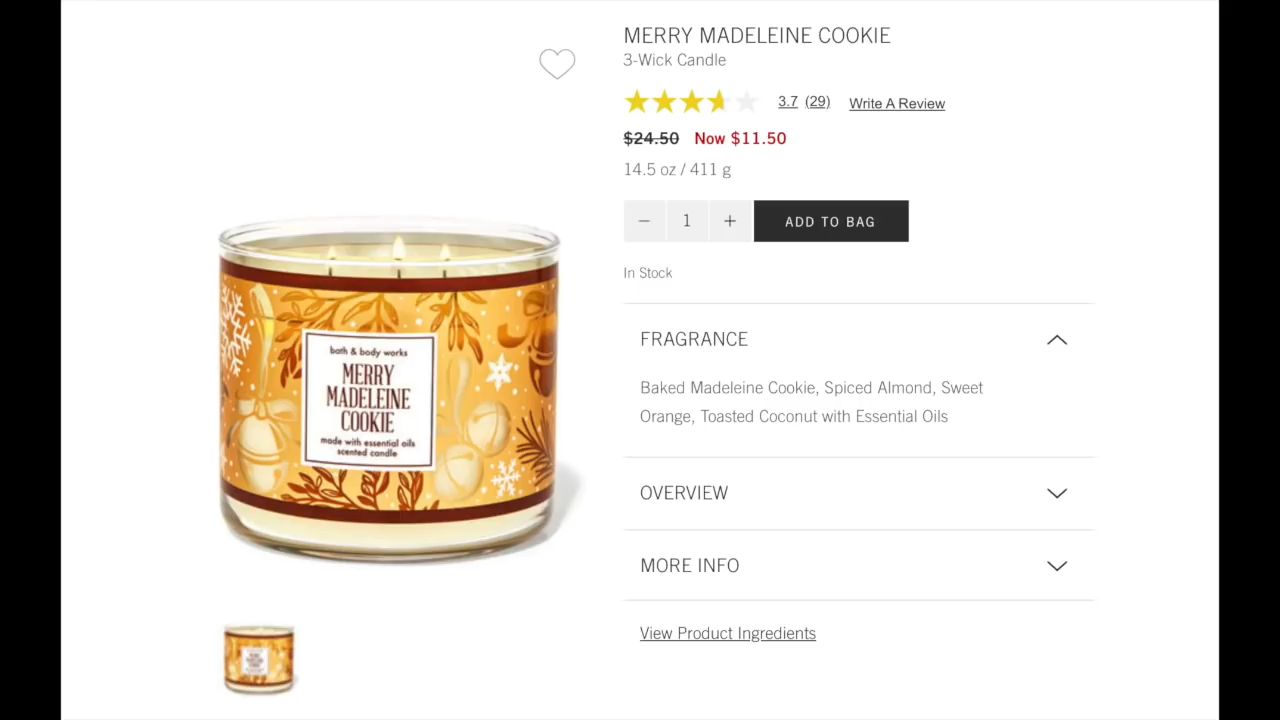 MERRY MADELEINE COOKIE
3-Wick Candle
3.7 (29) Write A Review
$24.50 Now $11.50
14.5 oz / 411 g
− 1 + ADD TO BAG
In Stock
FRAGRANCE
Baked Madeleine Cookie, Spiced Almond, Sweet
Orange, Toasted Coconut with Essential Oils
OVERVIEW
MORE INFO
View Product Ingredients
bath & body works
MERRY
MADELEINE
COOKIE
made with essential oils
scented candle